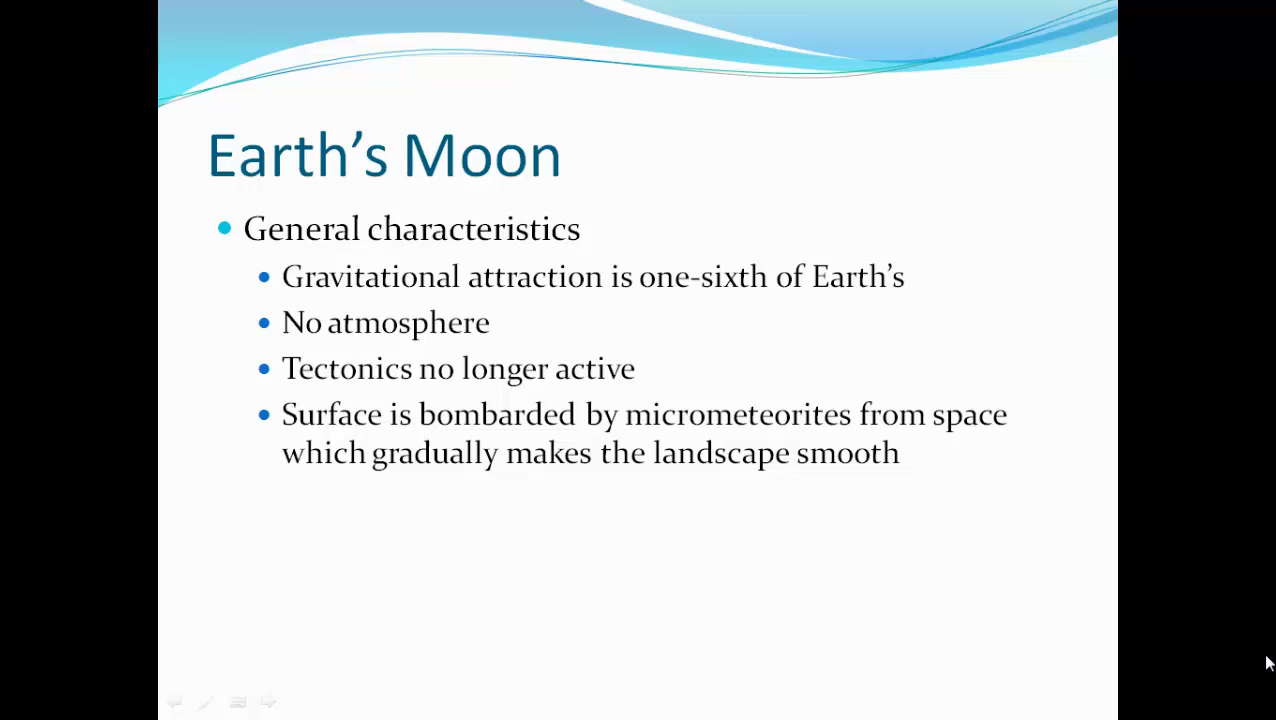 Earth’s Moon
General characteristics
Gravitational attraction is one-sixth of Earth’s
No atmosphere
Tectonics no longer active
Surface is bombarded by micrometeorites from space
which gradually makes the landscape smooth